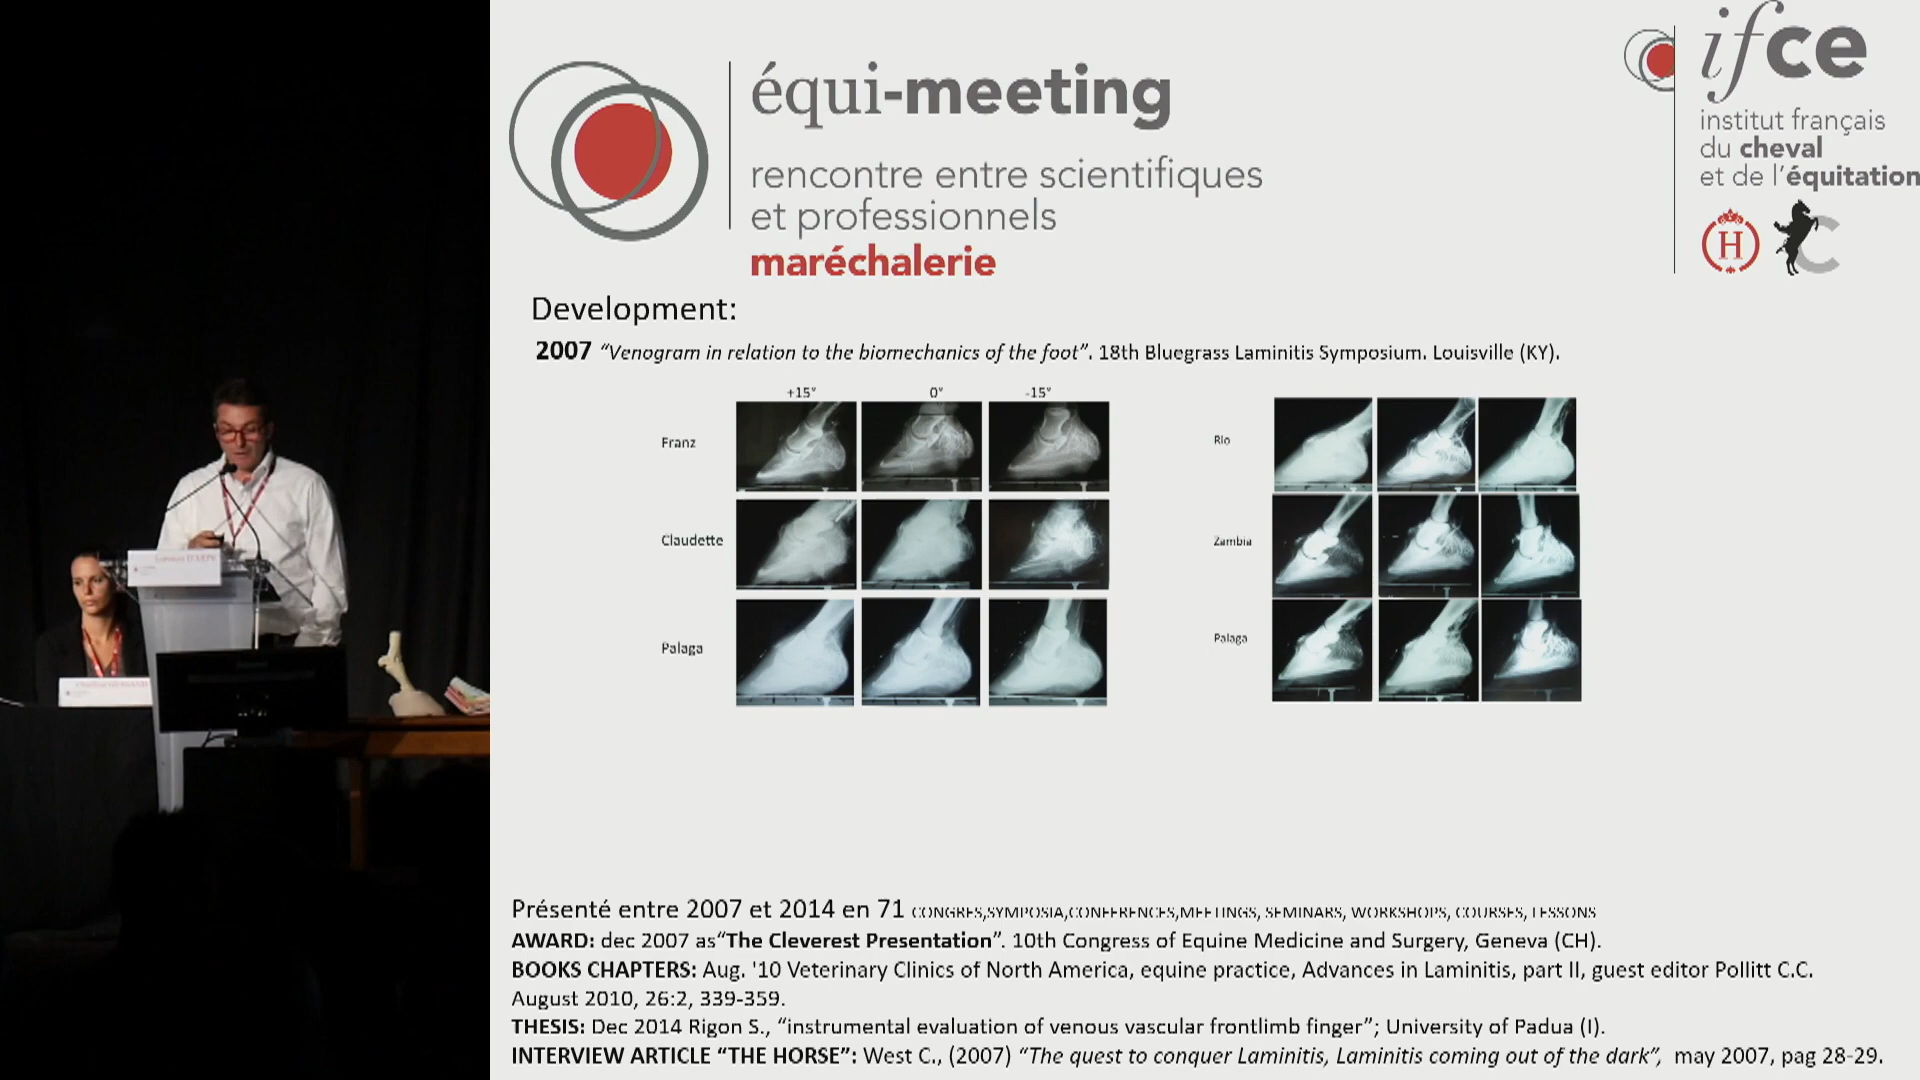 équi-meeting
rencontre entre scientifiques
et professionnels
maréchalerie
ifce
institut français
du cheval
et de l'équitation
H
C
Development:
2007 “Venogram in relation to the biomechanics of the foot”. 18th Bluegrass Laminitis Symposium. Louisville (KY).
+15° 0° -15°
Franz
Claudette
Palaga
Rio
Zambia
Palaga
Présenté entre 2007 et 2014 en 71 CONGRES,SYMPOSIA,CONFERENCES,MEETINGS, SEMINARS, WORKSHOPS, COURSES, LESSONS
AWARD: dec 2007 as“The Cleverest Presentation”. 10th Congress of Equine Medicine and Surgery, Geneva (CH).
BOOKS CHAPTERS: Aug. '10 Veterinary Clinics of North America, equine practice, Advances in Laminitis, part II, guest editor Pollitt C.C.
August 2010, 26:2, 339-359.
THESIS: Dec 2014 Rigon S., “instrumental evaluation of venous vascular frontlimb finger”; University of Padua (I).
INTERVIEW ARTICLE “THE HORSE”: West C., (2007) “The quest to conquer Laminitis, Laminitis coming out of the dark”, may 2007, pag 28-29.